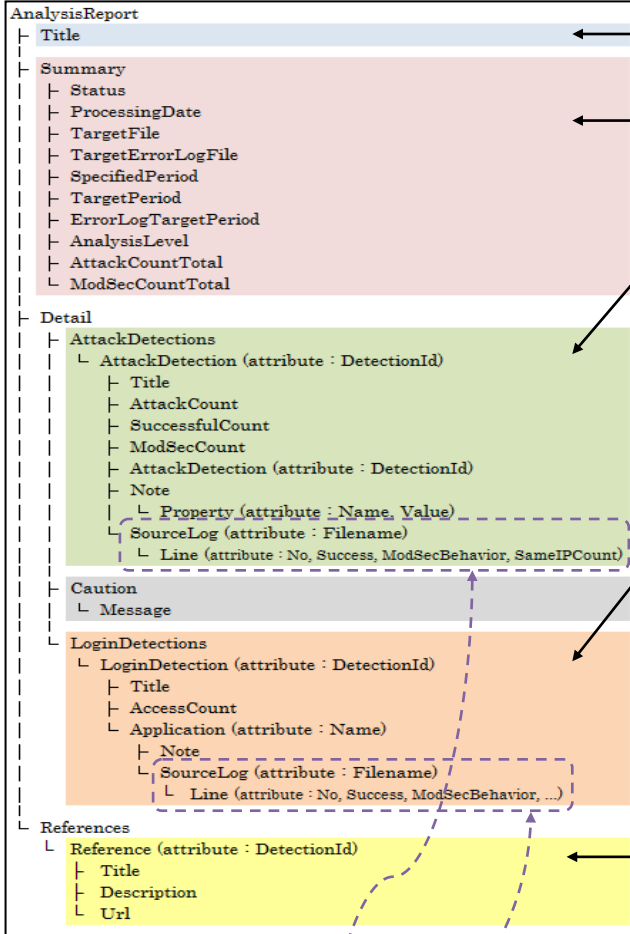 AnalysisReport
├ Title
├ Summary
├ Status
├ ProcessingDate
├ TargetFile
├ TargetErrorLogFile
├ SpecifiedPeriod
├ TargetPeriod
├ ErrorLogTargetPeriod
├ AnalysisLevel
├ AttackCountTotal
└ ModSecCountTotal
├ Detail
├ AttackDetections
└ AttackDetection (attribute : DetectionId)
├ Title
├ AttackCount
├ SuccessfulCount
├ ModSecCount
├ AttackDetection (attribute : DetectionId)
├ Note
└ Property (attribute : Name, Value)
└ SourceLog (attribute : Filename)
└ Line (attribute : No, Success, ModSecBehavior, SameIPCount)
├ Caution
└ Message
└ LoginDetections
└ LoginDetection (attribute : DetectionId)
├ Title
├ AccessCount
└ Application (attribute : Name)
├ Note
└ SourceLog (attribute : Filename)
└ Line (attribute : No, Success, ModSecBehavior, ...)
└ References
└ Reference (attribute : DetectionId)
├ Title
├ Description
└ Url